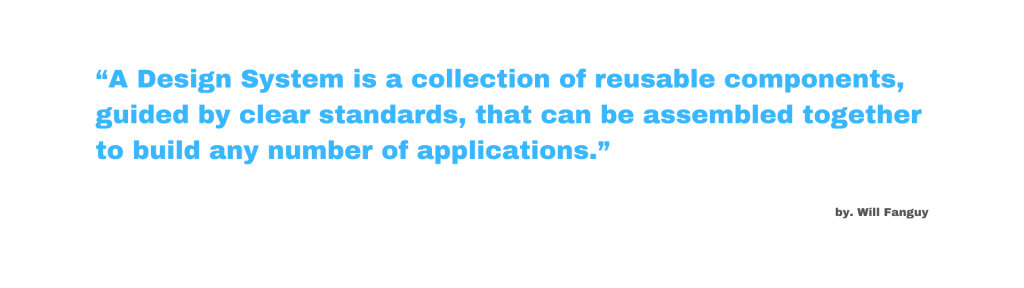 “A Design System is a collection of reusable components,
guided by clear standards, that can be assembled together
to build any number of applications.”
by. Will Fanguy